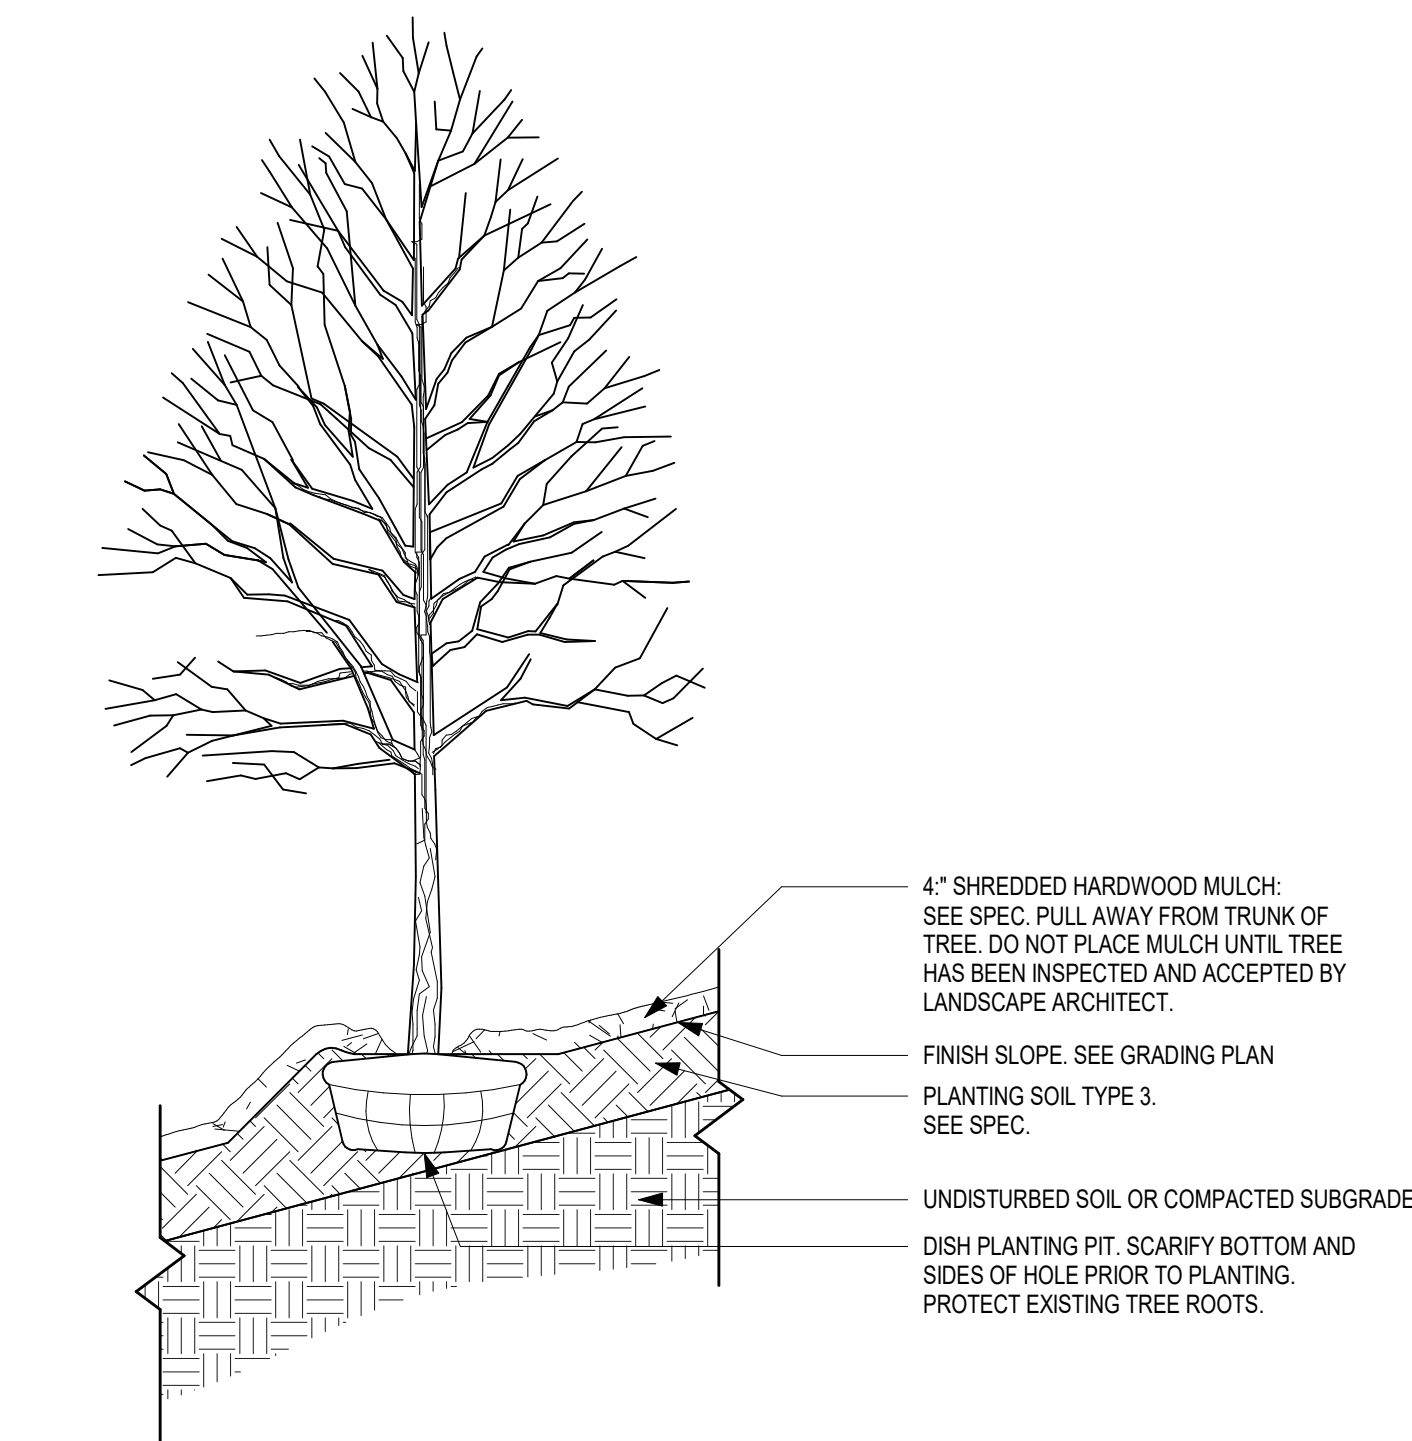 4:" SHREDDED HARDWOOD MULCH:
SEE SPEC. PULL AWAY FROM TRUNK OF
TREE. DO NOT PLACE MULCH UNTIL TREE
HAS BEEN INSPECTED AND ACCEPTED BY
LANDSCAPE ARCHITECT.
FINISH SLOPE. SEE GRADING PLAN
PLANTING SOIL TYPE 3.
SEE SPEC.
UNDISTURBED SOIL OR COMPACTED SUBGRADE
DISH PLANTING PIT. SCARIFY BOTTOM AND
SIDES OF HOLE PRIOR TO PLANTING.
PROTECT EXISTING TREE ROOTS.